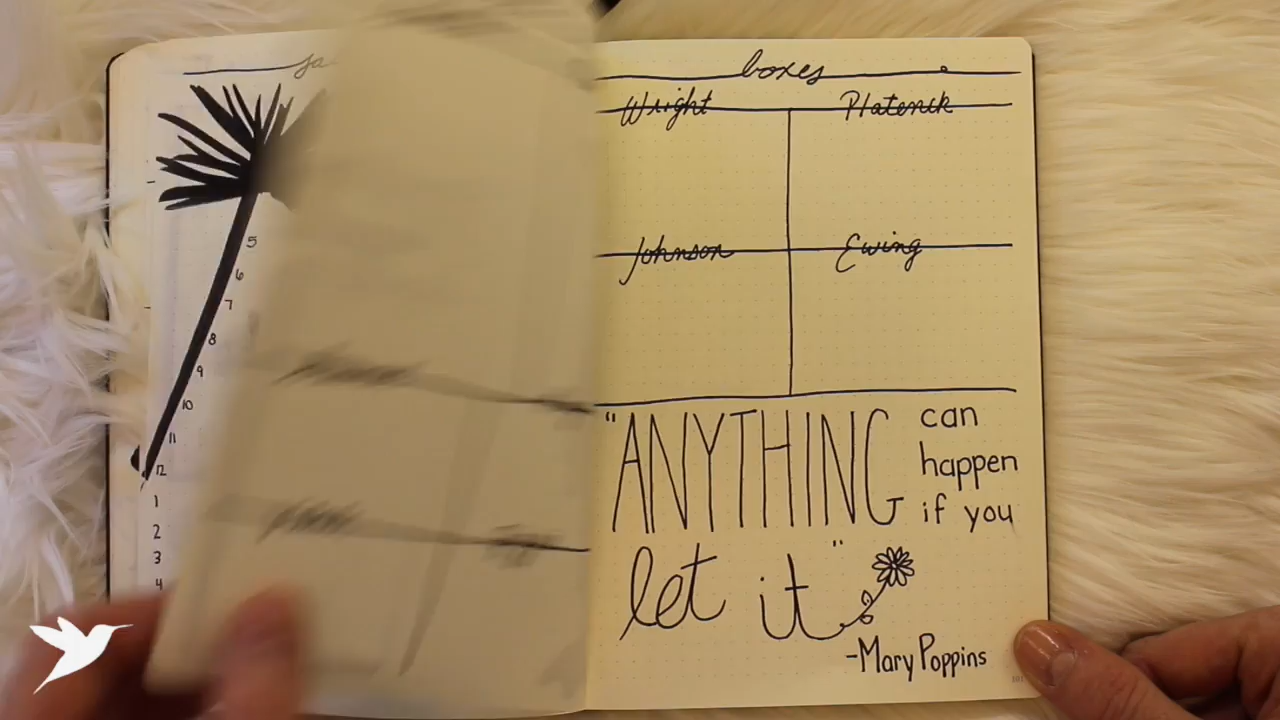 boxes
Wright
Platenik
Johnson
Ewing
"ANYTHING can
happen
if you
let it"
-Mary Poppins
5
6
7
8
9
10
11
12
1
2
3
4